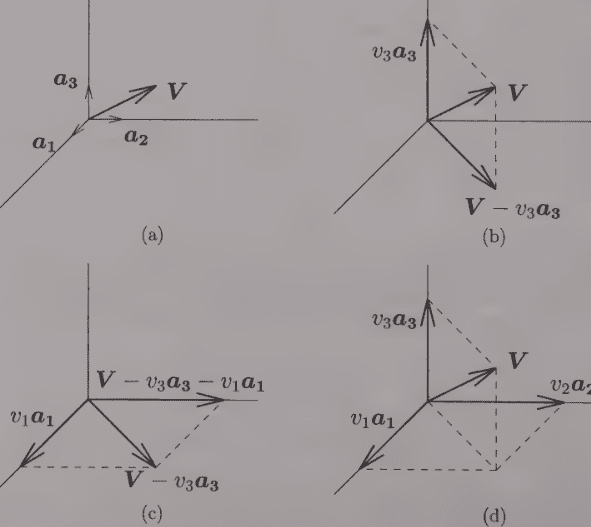 a₃
V
a₁
a₂
(a)
v₃a₃
V
V − v₃a₃
(b)
V − v₃a₃ − v₁a₁
v₁a₁
V − v₃a₃
(c)
v₃a₃
V
v₂a₂
v₁a₁
(d)